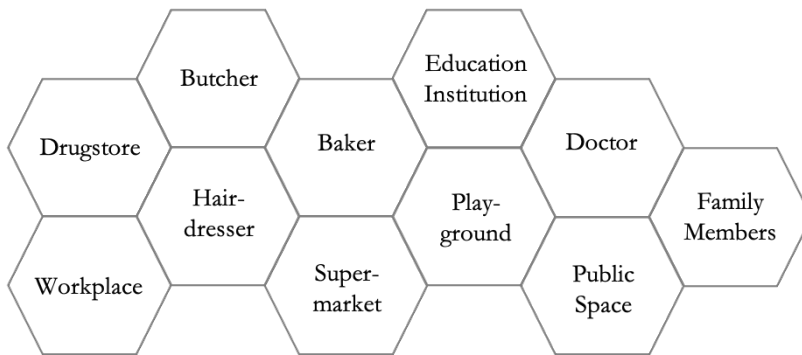 Butcher
Education
Institution
Drugstore
Baker
Doctor
Hair-
dresser
Play-
ground
Family
Members
Workplace
Super-
market
Public
Space